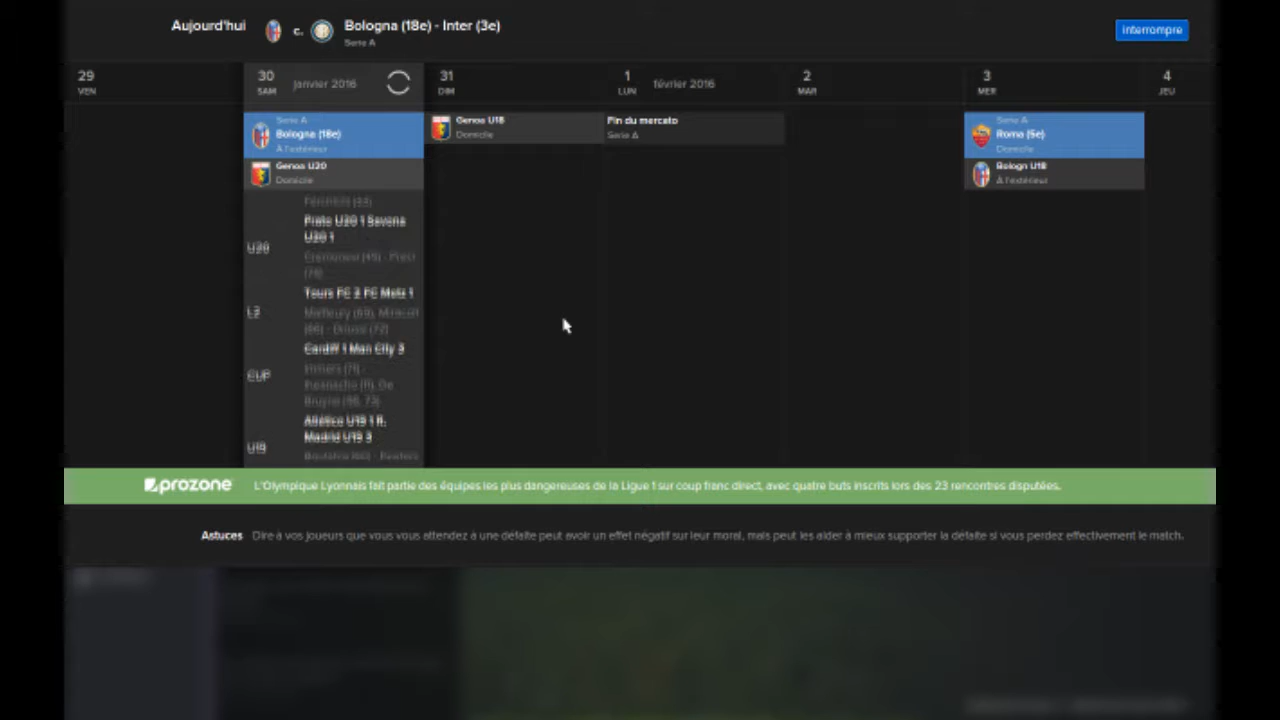 Aujourd'hui
c.
Bologna (18e) - Inter (3e)
Serie A
interrompre
29
VEN
30
SAM
janvier 2016
31
DIM
1
LUN
février 2016
2
MAR
3
MER
4
JEU
Serie A
Bologna (18e)
À l'extérieur
Genoa U20
Domicile
Genoa U18
Domicile
Fin du mercato
Serie A
Serie A
Roma (5e)
Domicile
Bologn U18
À l'extérieur
U20
Prato U20 1 Savona
U20 1
L2
Tours FC 2 FC Metz 1
CUP
Cardiff 1 Man City 3
U19
Atlético U19 1 R.
Madrid U19 3
prozone
L'Olympique Lyonnais fait partie des équipes les plus dangereuses de la Ligue 1 sur coup franc direct, avec quatre buts inscrits lors des 23 rencontres disputées.
Astuces
Dire à vos joueurs que vous vous attendez à une défaite peut avoir un effet négatif sur leur moral, mais peut les aider à mieux supporter la défaite si vous perdez effectivement le match.